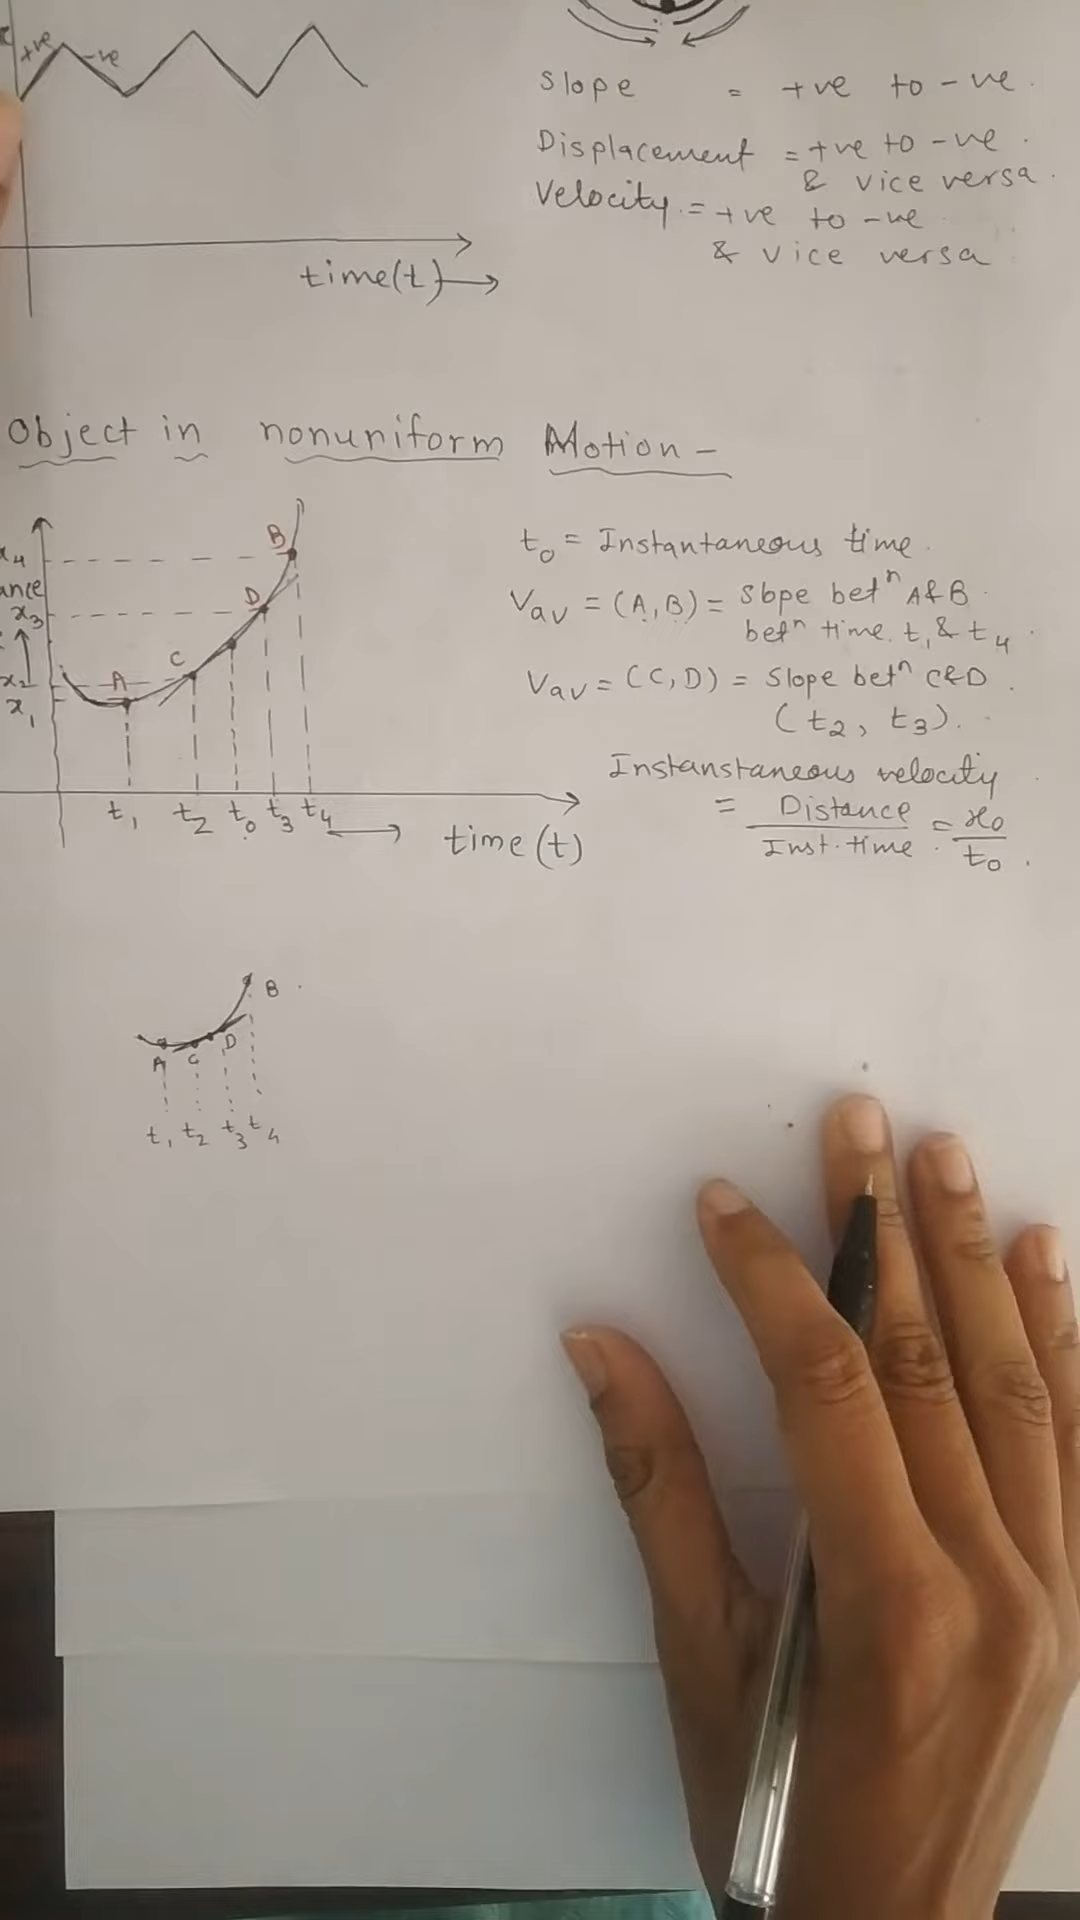 +ve -ve
time(t)
Slope = +ve to -ve.
Displacement = +ve to -ve.
& vice versa.
Velocity. = +ve to -ve
& vice versa
Object in nonuniform Motion -
x4
ance
x3
x2
x1
A C D B
t1 t2 t0 t3 t4
time (t)
t0 = Instantaneous time.
Vav = (A, B) = Slope betn A&B
betn time. t1 & t4.
Vav = (C, D) = Slope betn C&D.
(t2, t3).
Instanstaneous velocity
= Distance / Inst. time = x0 / t0.
A C D B.
t1 t2 t3 t4